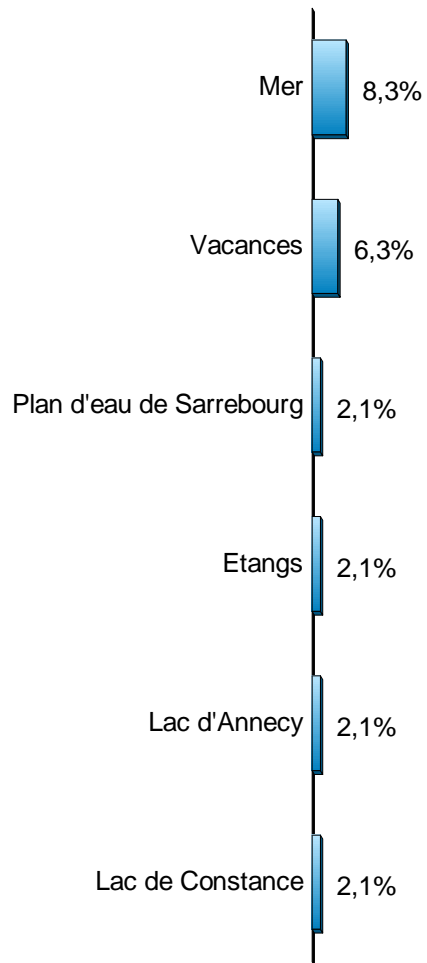 Mer 8,3%
Vacances 6,3%
Plan d'eau de Sarrebourg 2,1%
Etangs 2,1%
Lac d'Annecy 2,1%
Lac de Constance 2,1%